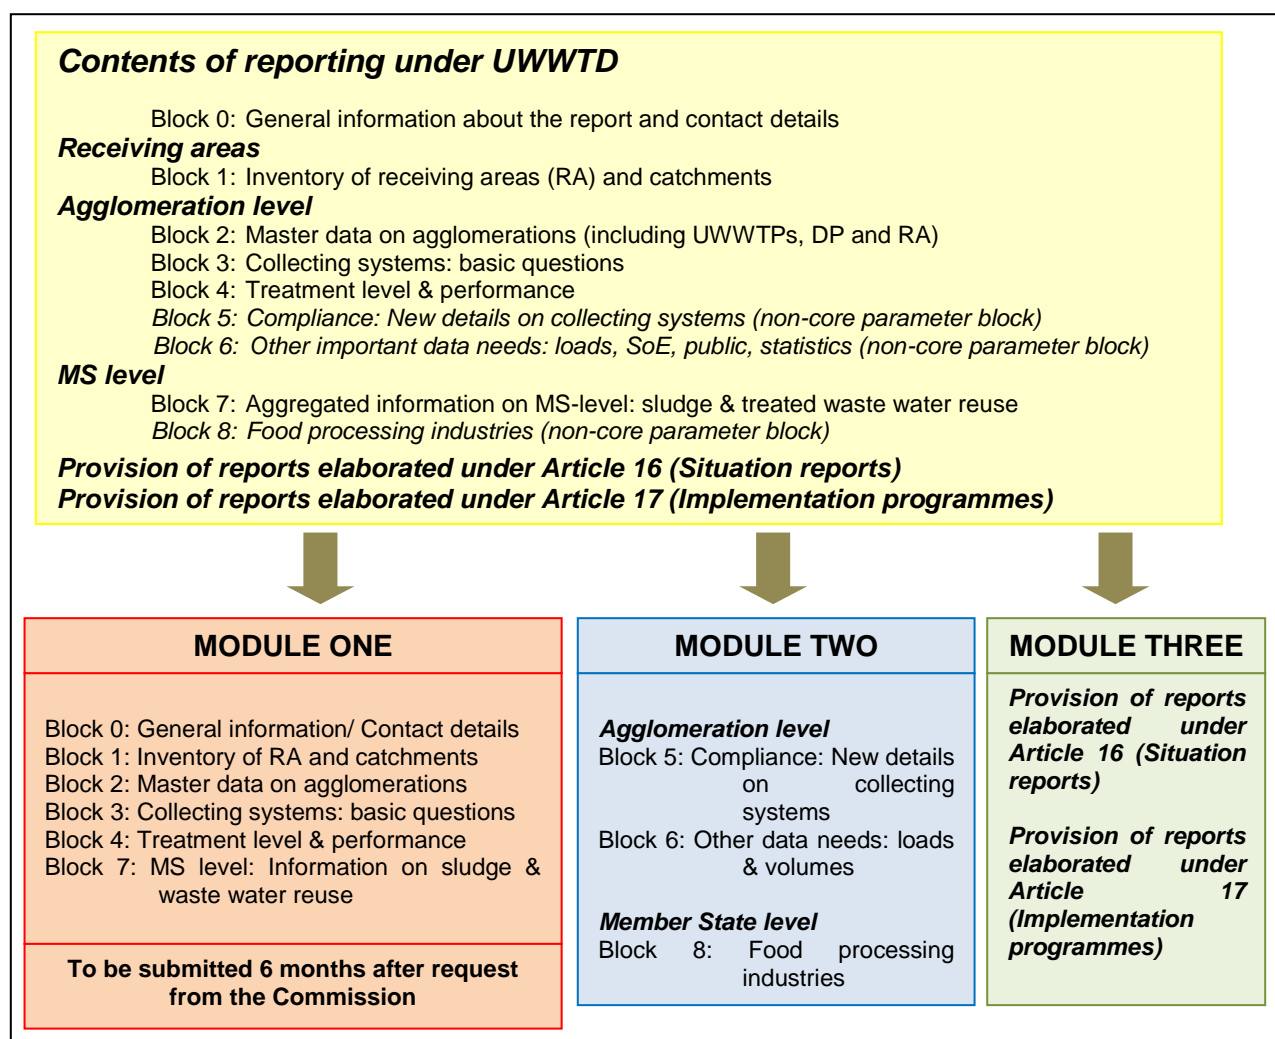 Contents of reporting under UWWTD
Block 0: General information about the report and contact details
Receiving areas
Block 1: Inventory of receiving areas (RA) and catchments
Agglomeration level
Block 2: Master data on agglomerations (including UWWTPs, DP and RA)
Block 3: Collecting systems: basic questions
Block 4: Treatment level & performance
Block 5: Compliance: New details on collecting systems (non-core parameter block)
Block 6: Other important data needs: loads, SoE, public, statistics (non-core parameter block)
MS level
Block 7: Aggregated information on MS-level: sludge & treated waste water reuse
Block 8: Food processing industries (non-core parameter block)
Provision of reports elaborated under Article 16 (Situation reports)
Provision of reports elaborated under Article 17 (Implementation programmes)
MODULE ONE
Block 0: General information/ Contact details
Block 1: Inventory of RA and catchments
Block 2: Master data on agglomerations
Block 3: Collecting systems: basic questions
Block 4: Treatment level & performance
Block 7: MS level: Information on sludge &
waste water reuse
To be submitted 6 months after request
from the Commission
MODULE TWO
Agglomeration level
Block 5: Compliance: New details
on collecting
systems
Block 6: Other data needs: loads
& volumes
Member State level
Block 8: Food processing
industries
MODULE THREE
Provision of reports
elaborated under
Article 16 (Situation
reports)
Provision of reports
elaborated under
Article 17
(Implementation
programmes)